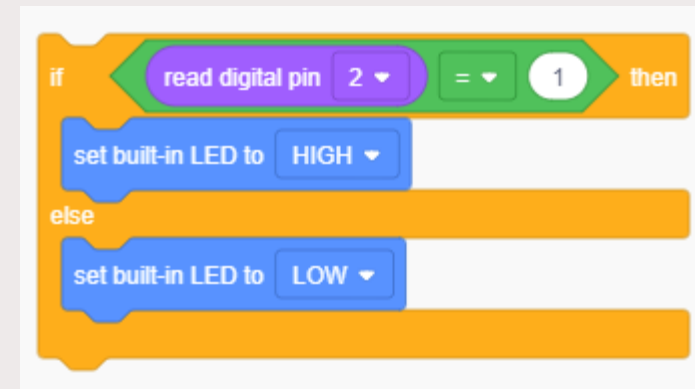 if read digital pin 2 = 1 then
set built-in LED to HIGH
else
set built-in LED to LOW